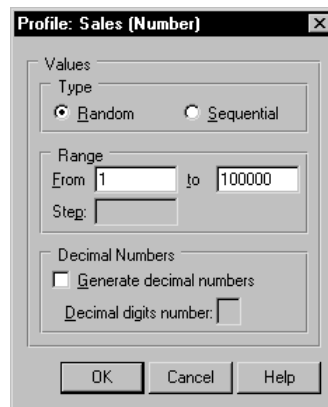 Profile: Sales (Number)
Values
Type
Random Sequential
Range
From 1 to 100000
Step:
Decimal Numbers
Generate decimal numbers
Decimal digits number:
OK Cancel Help